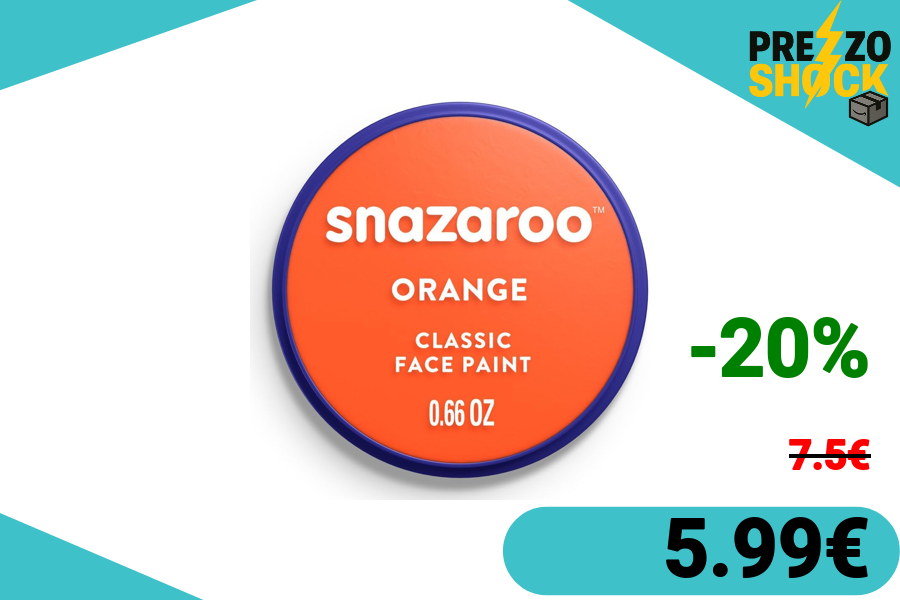 PREZZO
SHOCK
snazaroo™
ORANGE
CLASSIC
FACE PAINT
0.66 OZ
-20%
7.5€
5.99€